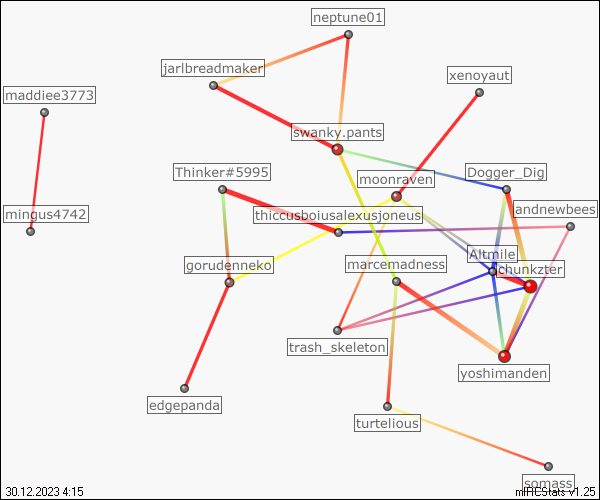 neptune01
jarlbreadmaker
xenoyaut
maddiee3773
swanky.pants
Thinker#5995
moonraven
Dogger_Dig
mingus4742
thiccusboiusalexusjoneus
andnewbees
Altmile
gorudenneko
marcemadness
chunkzter
trash_skeleton
yoshimanden
edgepanda
turtelious
somass
30.12.2023 4:15
mIRCStats v1.25